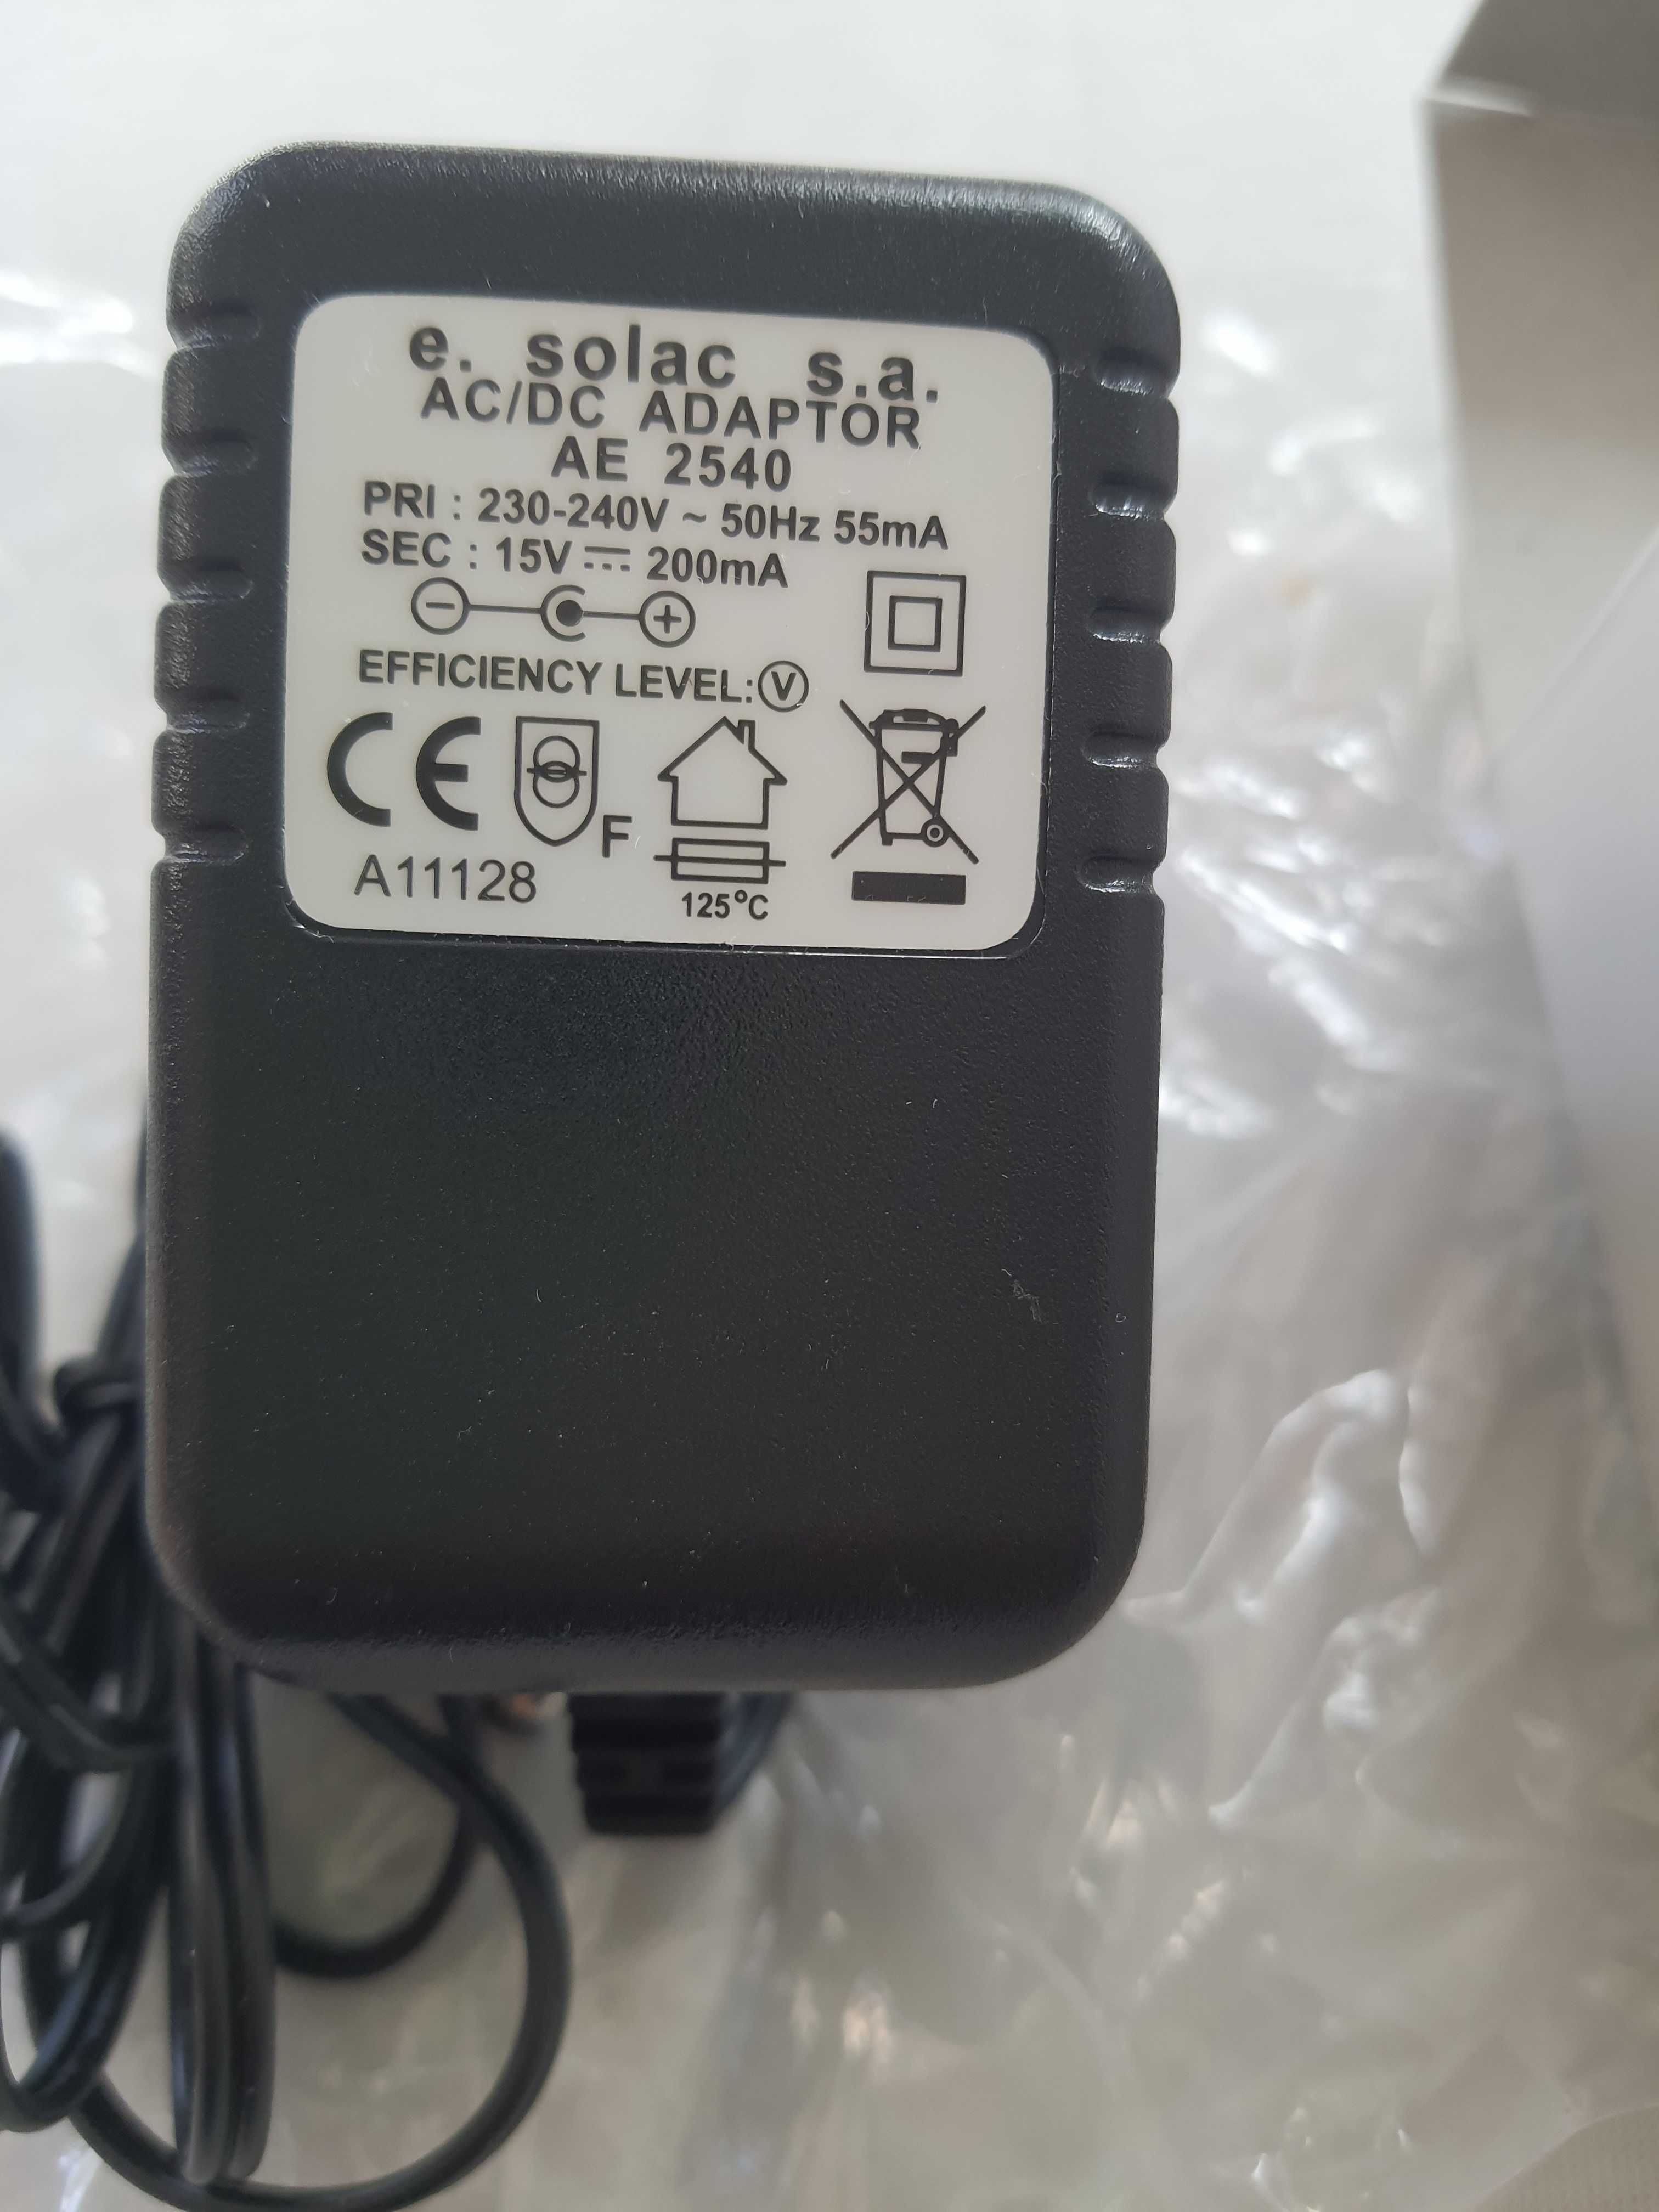 e. solac s.a.
AC/DC ADAPTOR
AE 2540
PRI : 230-240V ~ 50Hz 55mA
SEC : 15V ⎓ 200mA
EFFICIENCY LEVEL: V
CE
F
125°C
A11128